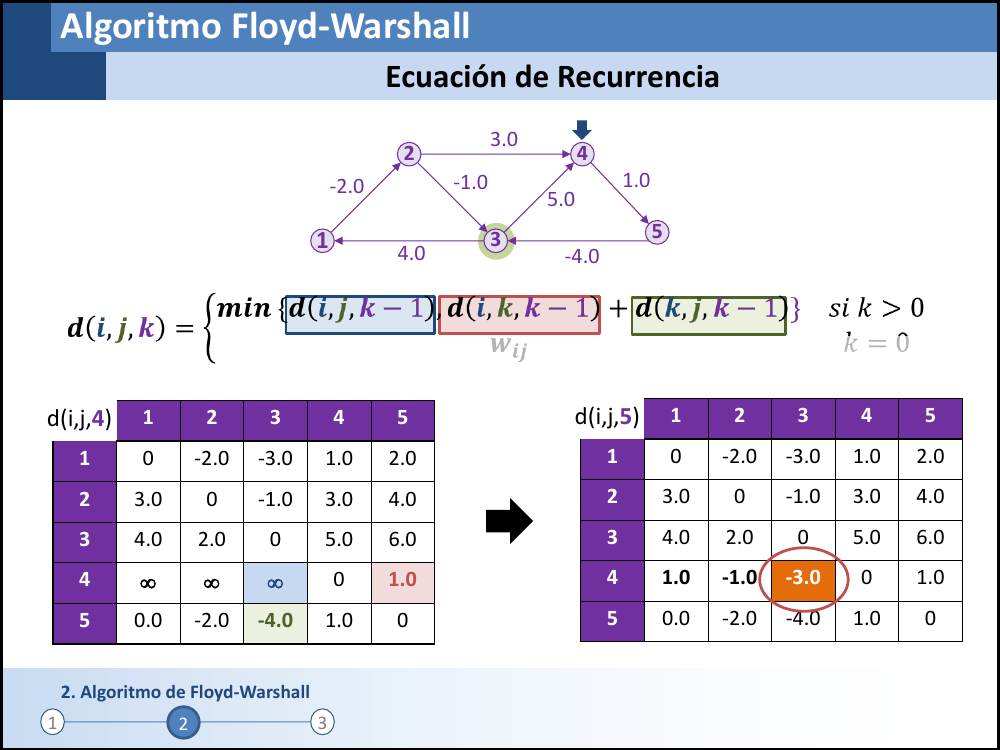 Algoritmo Floyd-Warshall
Ecuación de Recurrencia
3.0
2
4
-2.0
-1.0
5.0
1.0
1
3
5
4.0
-4.0
d(i,j,k) = { min {d(i,j,k − 1), d(i,k,k − 1) + d(k,j,k − 1)} si k > 0
w_ij k = 0
d(i,j,4) 1 2 3 4 5
1 0 -2.0 -3.0 1.0 2.0
2 3.0 0 -1.0 3.0 4.0
3 4.0 2.0 0 5.0 6.0
4 ∞ ∞ ∞ 0 1.0
5 0.0 -2.0 -4.0 1.0 0
d(i,j,5) 1 2 3 4 5
1 0 -2.0 -3.0 1.0 2.0
2 3.0 0 -1.0 3.0 4.0
3 4.0 2.0 0 5.0 6.0
4 1.0 -1.0 -3.0 0 1.0
5 0.0 -2.0 -4.0 1.0 0
2. Algoritmo de Floyd-Warshall
1 2 3